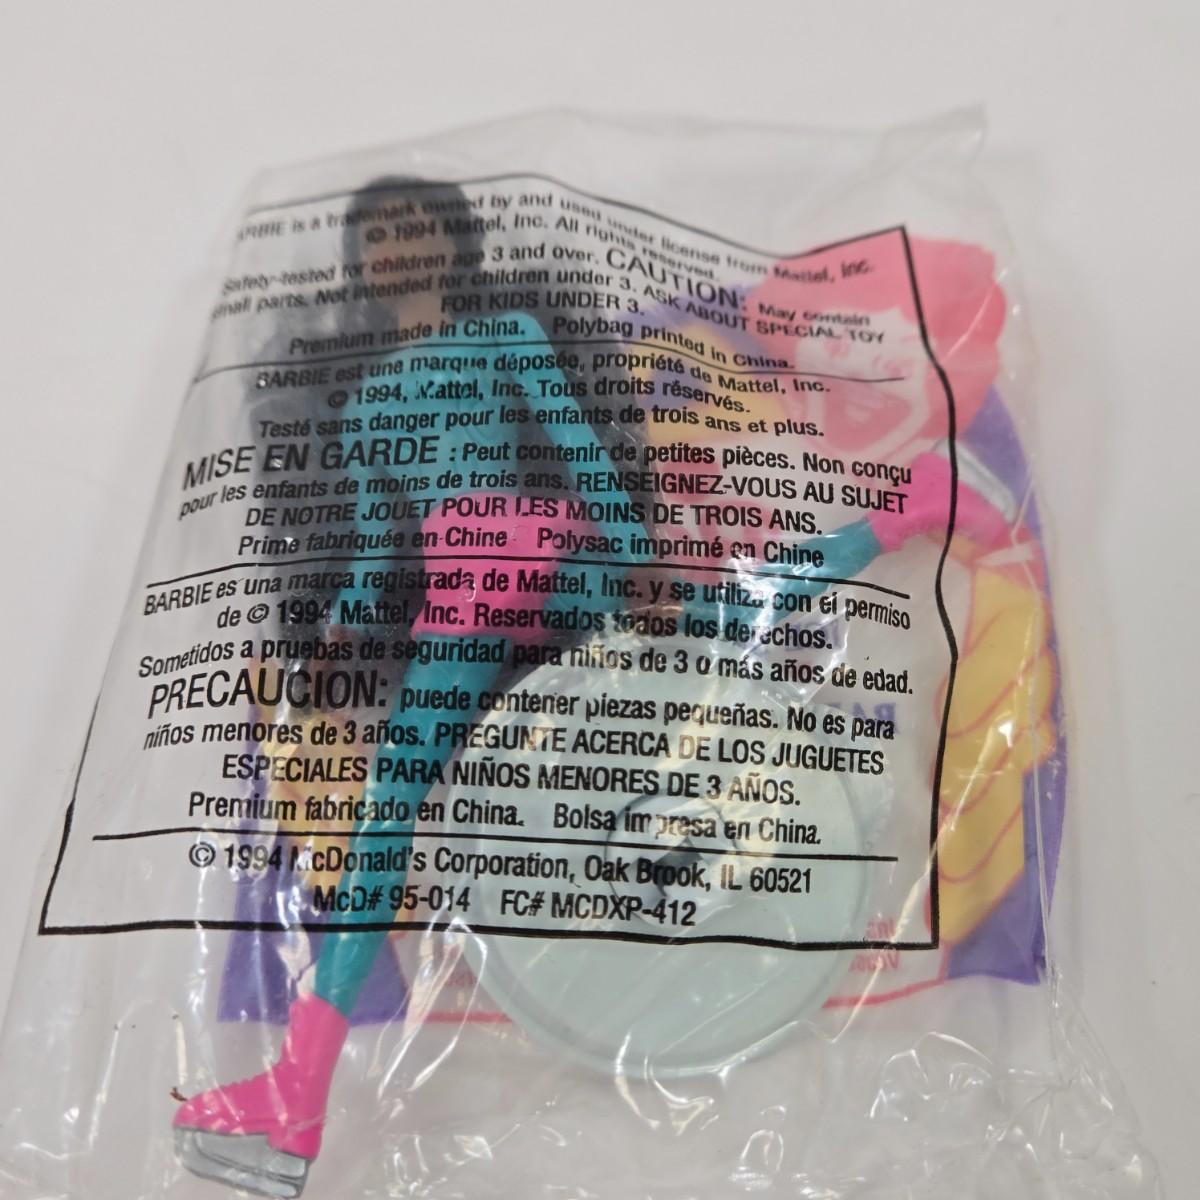 BARBIE is a trademark owned by and used under license from Mattel, Inc.
© 1994 Mattel, Inc. All rights reserved.
Safety-tested for children age 3 and over. CAUTION: May contain
small parts. Not intended for children under 3. ASK ABOUT SPECIAL TOY
FOR KIDS UNDER 3.
Premium made in China. Polybag printed in China.
BARBIE est une marque déposée, propriété de Mattel, Inc.
© 1994, Mattel, Inc. Tous droits réservés.
Testé sans danger pour les enfants de trois ans et plus.
MISE EN GARDE : Peut contenir de petites pièces. Non conçu
pour les enfants de moins de trois ans. RENSEIGNEZ-VOUS AU SUJET
DE NOTRE JOUET POUR LES MOINS DE TROIS ANS.
Prime fabriquée en Chine Polysac imprimé en Chine
BARBIE es una marca registrada de Mattel, Inc. y se utiliza con el permiso
de © 1994 Mattel, Inc. Reservados todos los derechos.
Sometidos a pruebas de seguridad para niños de 3 o más años de edad.
PRECAUCION: puede contener piezas pequeñas. No es para
niños menores de 3 años. PREGUNTE ACERCA DE LOS JUGUETES
ESPECIALES PARA NIÑOS MENORES DE 3 AÑOS.
Premium fabricado en China. Bolsa impresa en China.
© 1994 McDonald's Corporation, Oak Brook, IL 60521
McD# 95-014 FC# MCDXP-412